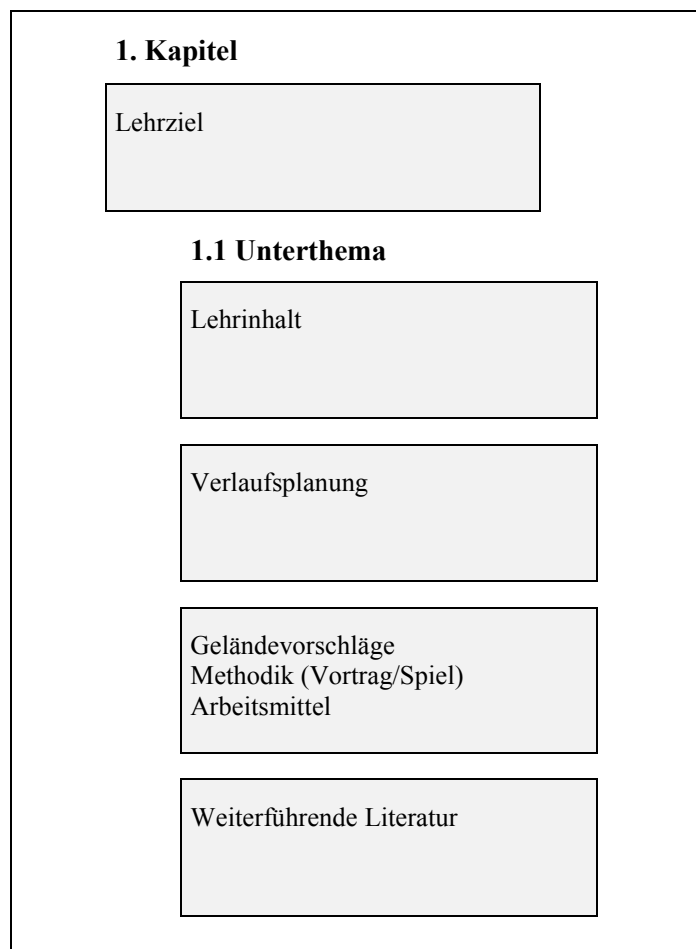 1. Kapitel
Lehrziel
1.1 Unterthema
Lehrinhalt
Verlaufsplanung
Geländevorschläge
Methodik (Vortrag/Spiel)
Arbeitsmittel
Weiterführende Literatur